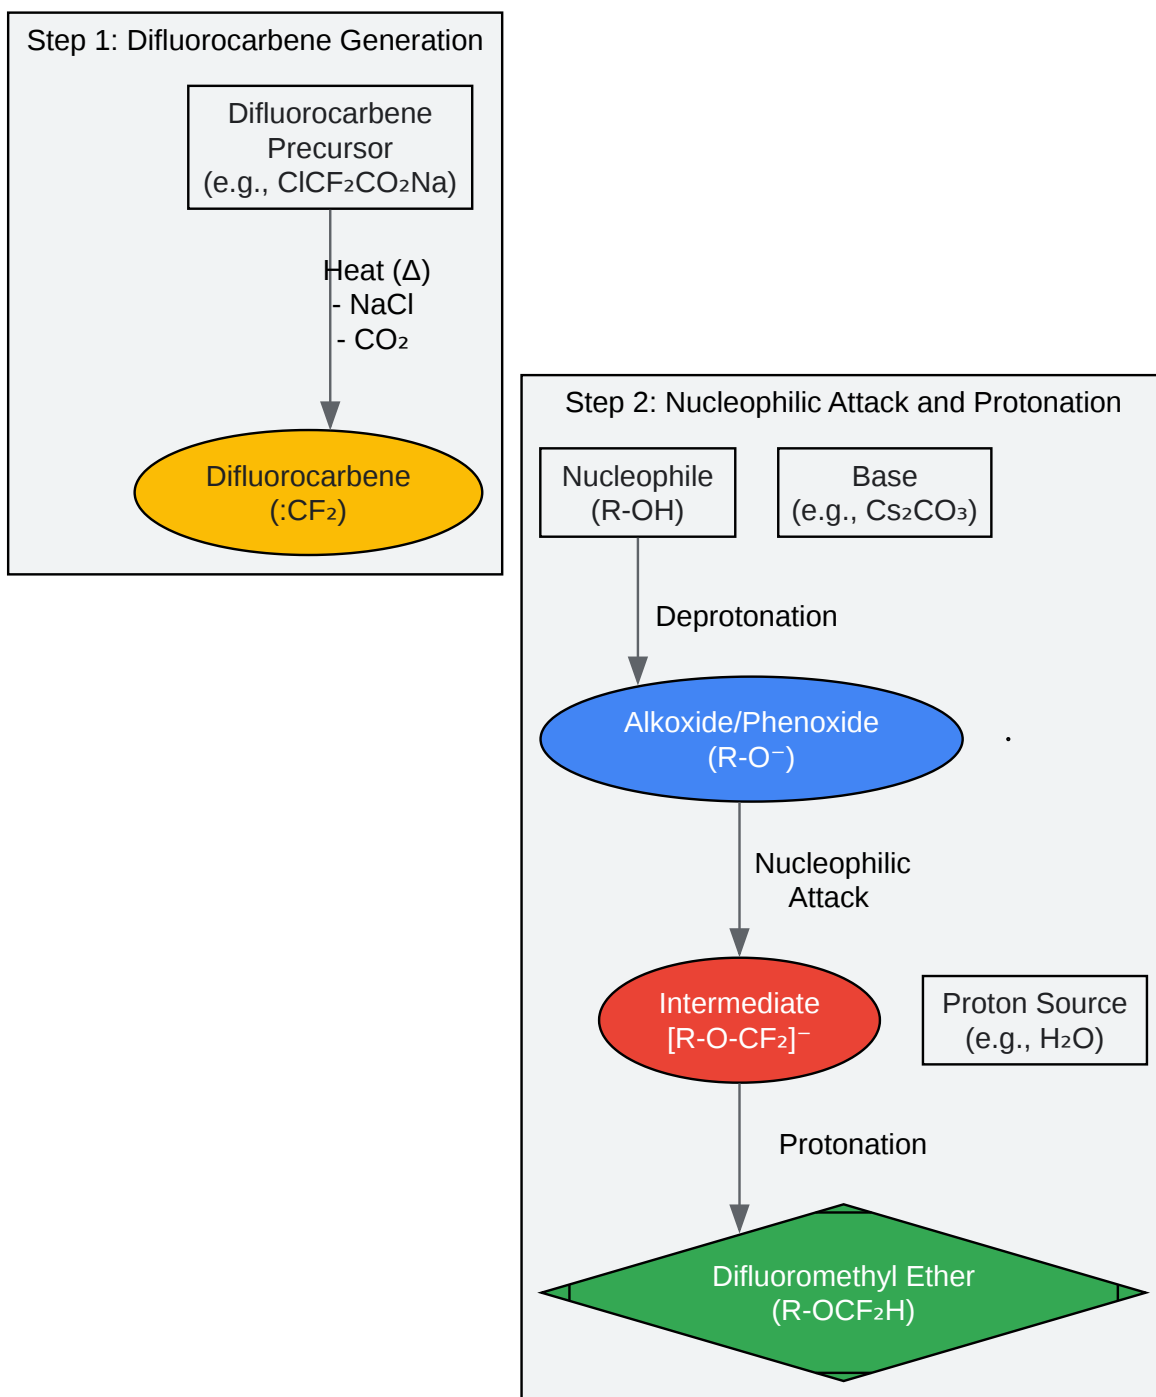 Step 1: Difluorocarbene Generation
Difluorocarbene
Precursor
(e.g., ClCF₂CO₂Na)
Heat (Δ)
- NaCl
- CO₂
Difluorocarbene
(:CF₂)
Step 2: Nucleophilic Attack and Protonation
Nucleophile
(R-OH)
Base
(e.g., Cs₂CO₃)
Deprotonation
Alkoxide/Phenoxide
(R-O⁻)
Nucleophilic
Attack
Intermediate
[R-O-CF₂]⁻
Proton Source
(e.g., H₂O)
Protonation
Difluoromethyl Ether
(R-OCF₂H)